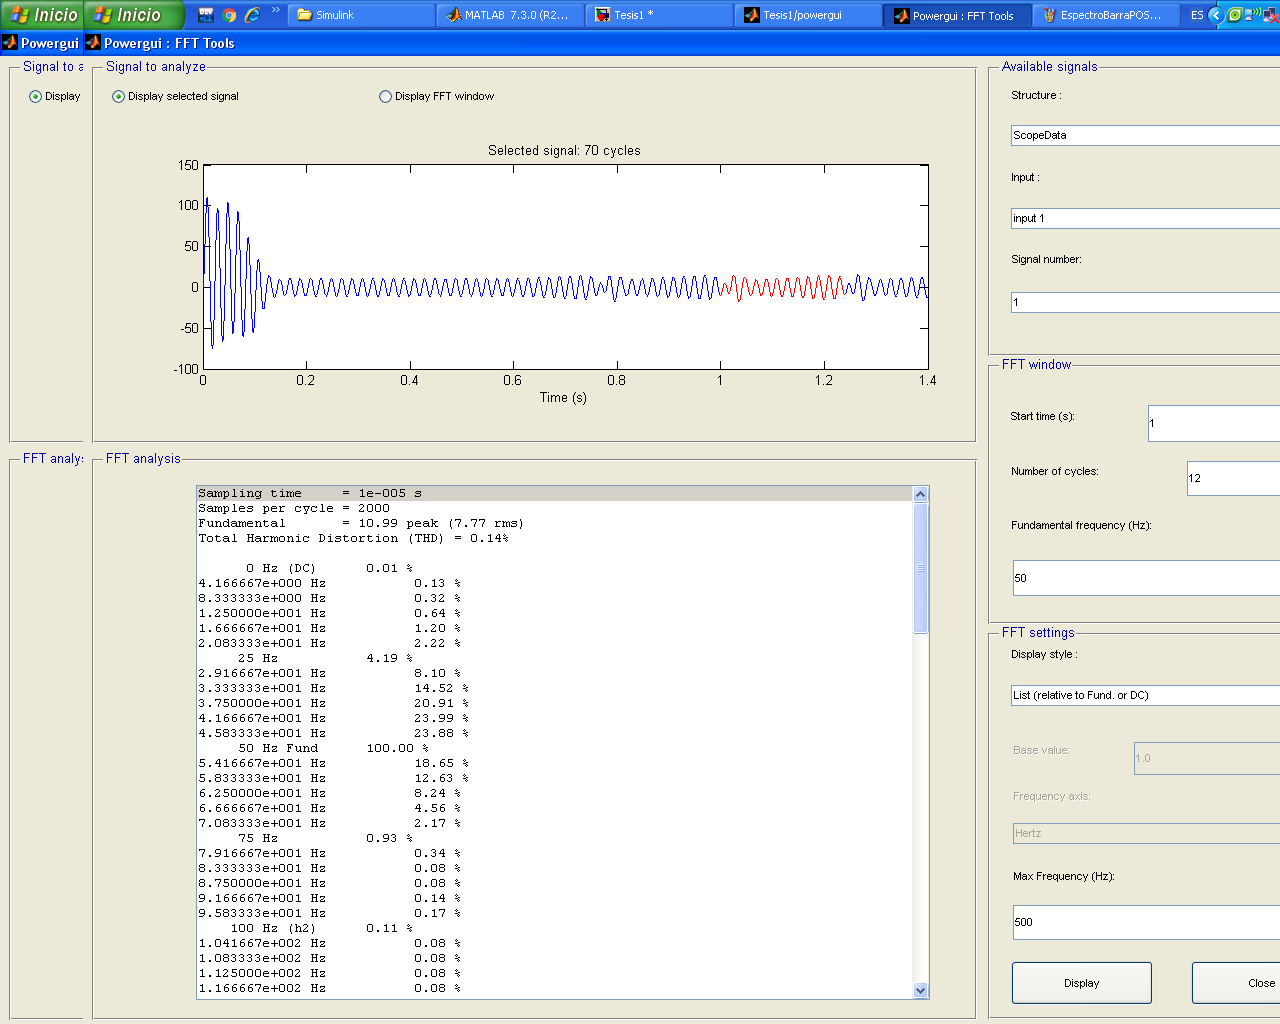 Inicio
Inicio
Simulink
MATLAB 7.3.0 (R2...
Tesis1 *
Tesis1/powergui
Powergui : FFT Tools
EspectroBarraPOS...
ES
Powergui
Powergui : FFT Tools
Signal to a
Display
FFT analys
Signal to analyze
Display selected signal
Display FFT window
Selected signal: 70 cycles
150
100
50
0
-50
-100
0 0.2 0.4 0.6 0.8 1 1.2 1.4
Time (s)
FFT analysis
Sampling time = 1e-005 s
Samples per cycle = 2000
Fundamental = 10.99 peak (7.77 rms)
Total Harmonic Distortion (THD) = 0.14%
0 Hz (DC) 0.01 %
4.166667e+000 Hz 0.13 %
8.333333e+000 Hz 0.32 %
1.250000e+001 Hz 0.64 %
1.666667e+001 Hz 1.20 %
2.083333e+001 Hz 2.22 %
25 Hz 4.19 %
2.916667e+001 Hz 8.10 %
3.333333e+001 Hz 14.52 %
3.750000e+001 Hz 20.91 %
4.166667e+001 Hz 23.99 %
4.583333e+001 Hz 23.88 %
50 Hz Fund 100.00 %
5.416667e+001 Hz 18.65 %
5.833333e+001 Hz 12.63 %
6.250000e+001 Hz 8.24 %
6.666667e+001 Hz 4.56 %
7.083333e+001 Hz 2.17 %
75 Hz 0.93 %
7.916667e+001 Hz 0.34 %
8.333333e+001 Hz 0.08 %
8.750000e+001 Hz 0.08 %
9.166667e+001 Hz 0.14 %
9.583333e+001 Hz 0.17 %
100 Hz (h2) 0.11 %
1.041667e+002 Hz 0.08 %
1.083333e+002 Hz 0.08 %
1.125000e+002 Hz 0.08 %
1.166667e+002 Hz 0.08 %
Available signals
Structure :
ScopeData
Input :
input 1
Signal number:
1
FFT window
Start time (s):
1
Number of cycles:
12
Fundamental frequency (Hz):
50
FFT settings
Display style :
List (relative to Fund. or DC)
Base value:
1.0
Frequency axis:
Hertz
Max Frequency (Hz):
500
Display
Close